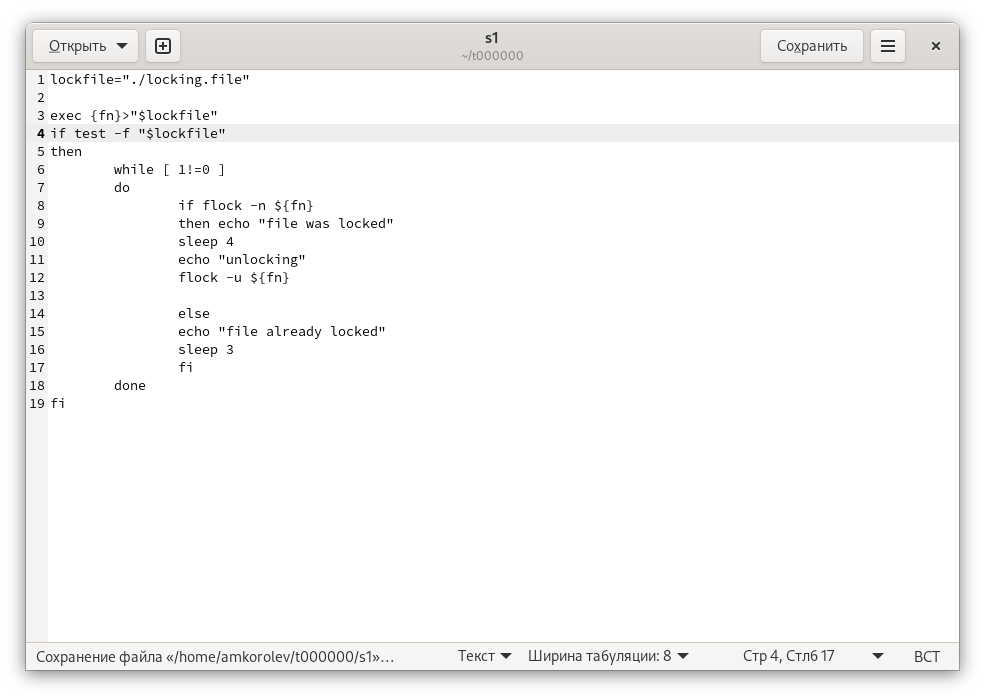 Открыть
s1
~/t000000
Сохранить
1 lockfile="./locking.file"
2
3 exec {fn}>"$lockfile"
4 if test -f "$lockfile"
5 then
6         while [ 1!=0 ]
7         do
8                 if flock -n ${fn}
9                 then echo "file was locked"
10                 sleep 4
11                 echo "unlocking"
12                 flock -u ${fn}
13
14                 else
15                 echo "file already locked"
16                 sleep 3
17                 fi
18         done
19 fi
Сохранение файла «/home/amkorolev/t000000/s1»… Текст Ширина табуляции: 8 Стр 4, Стлб 17 ВСТ